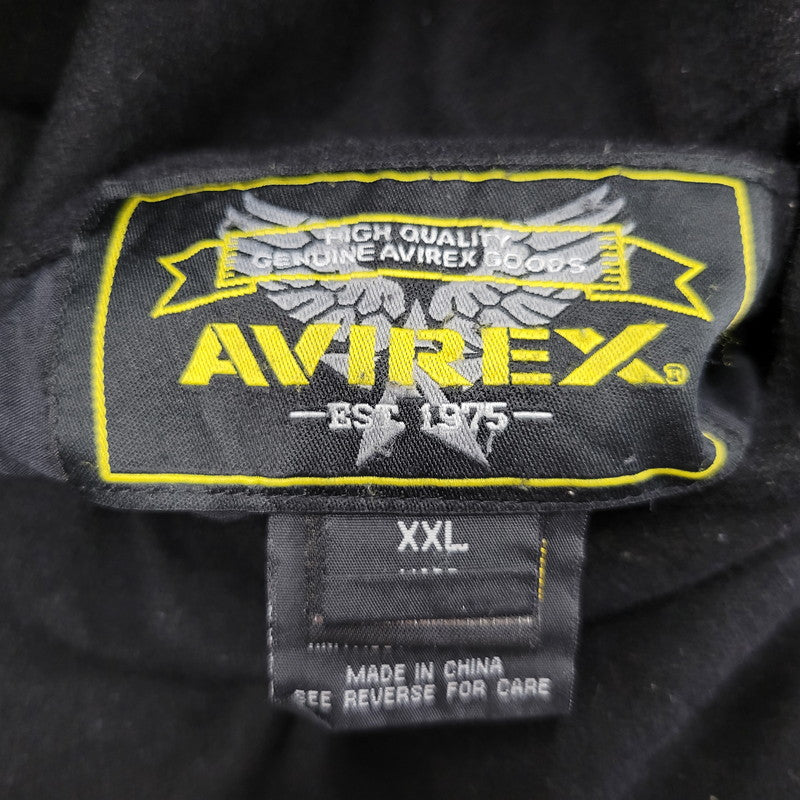 HIGH QUALITY
GENUINE AVIREX GOODS
AVIREX®
—EST. 1975—
XXL
MADE IN CHINA
SEE REVERSE FOR CARE